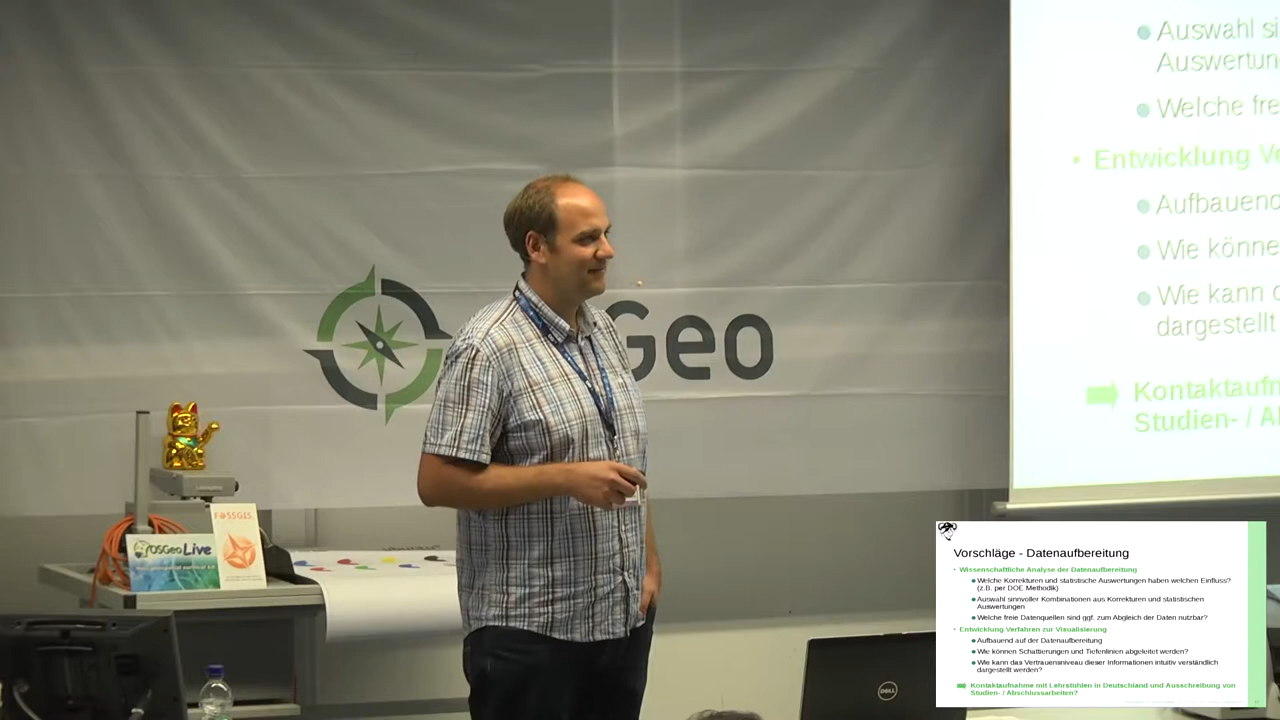 Auswahl si
Auswertun
Welche fre
Entwicklung Ve
Aufbauend
Wie könne
Wie kann d
dargestellt
Kontaktaufn
Studien- / A
Geo
FOSSGIS
OSGeo Live
DELL
Vorschläge - Datenaufbereitung
Wissenschaftliche Analyse der Datenaufbereitung
Welche Korrekturen und statistische Auswertungen haben welchen Einfluss?
(z.B. per DOE Methodik)
Auswahl sinnvoller Kombinationen aus Korrekturen und statistischen
Auswertungen
Welche freie Datenquellen sind ggf. zum Abgleich der Daten nutzbar?
Entwicklung Verfahren zur Visualisierung
Aufbauend auf der Datenaufbereitung
Wie können Schattierungen und Tiefenlinien abgeleitet werden?
Wie kann das Vertrauensniveau dieser Informationen intuitiv verständlich
dargestellt werden?
Kontaktaufnahme mit Lehrstühlen in Deutschland und Ausschreibung von
Studien- / Abschlussarbeiten?